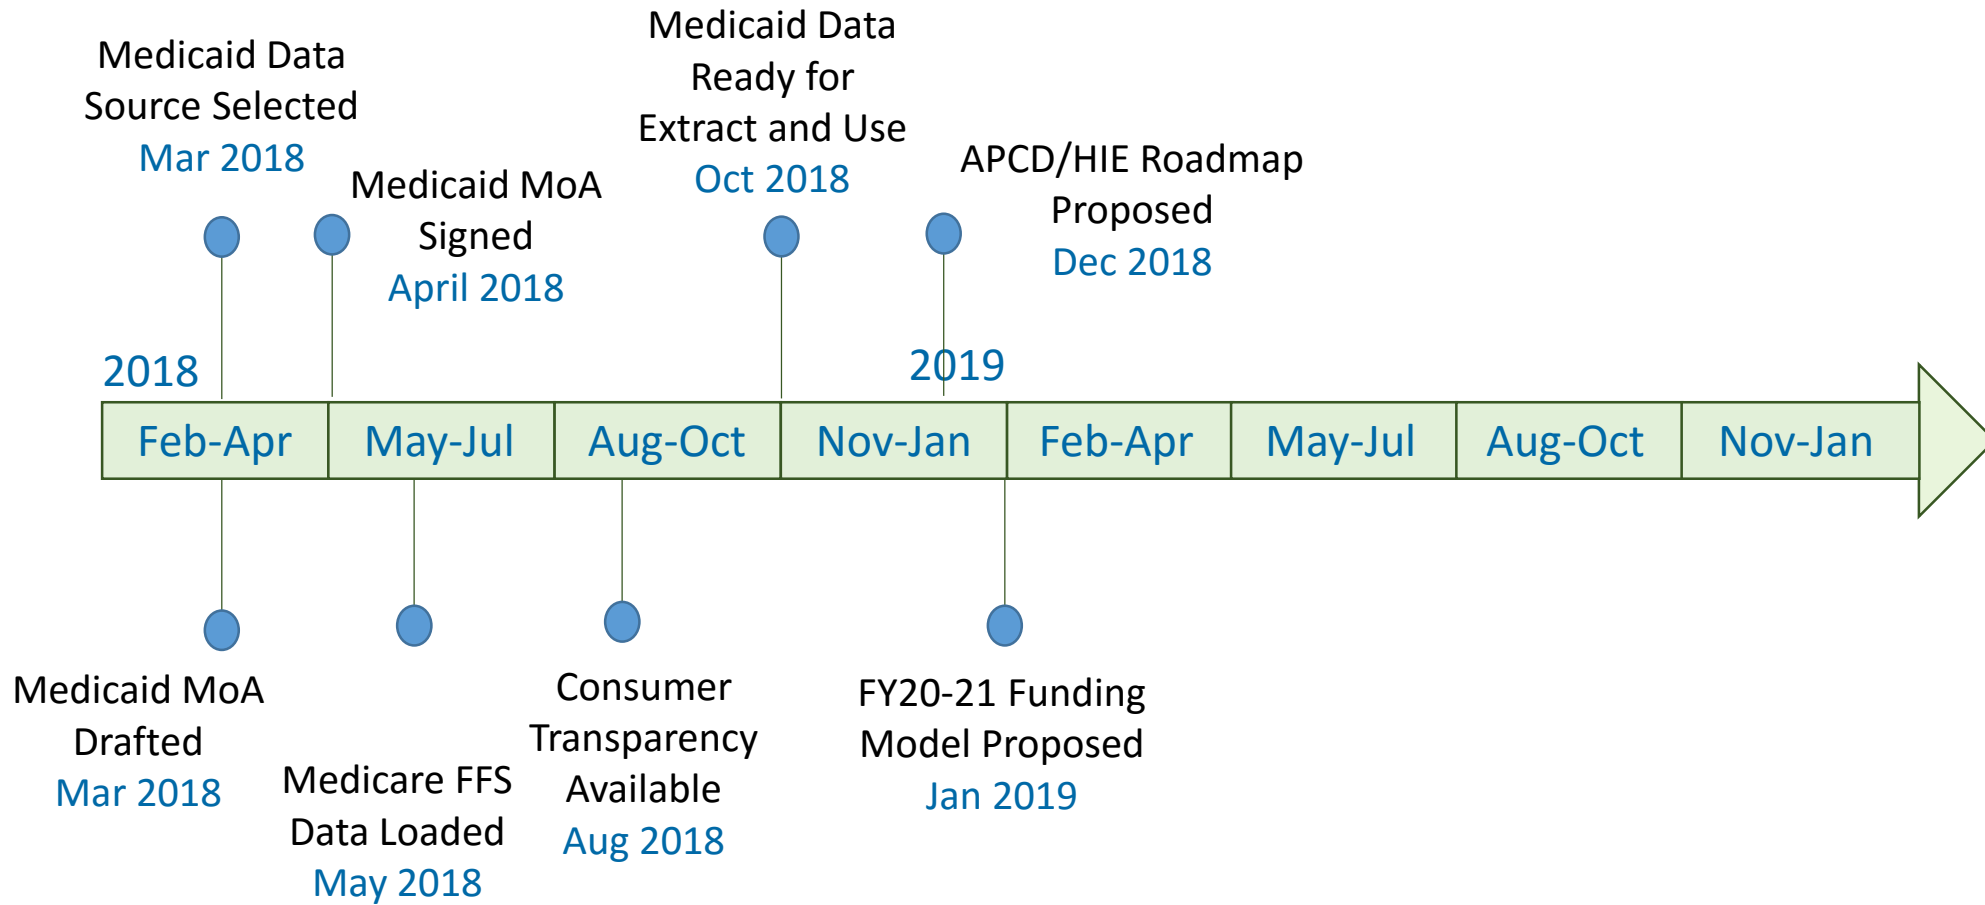 Medicaid Data
Source Selected
Mar 2018
Medicaid MoA
Signed
April 2018
Medicaid Data
Ready for
Extract and Use
Oct 2018
APCD/HIE Roadmap
Proposed
Dec 2018
2018
2019
Feb-Apr
May-Jul
Aug-Oct
Nov-Jan
Feb-Apr
May-Jul
Aug-Oct
Nov-Jan
Medicaid MoA
Drafted
Mar 2018
Medicare FFS
Data Loaded
May 2018
Consumer
Transparency
Available
Aug 2018
FY20-21 Funding
Model Proposed
Jan 2019